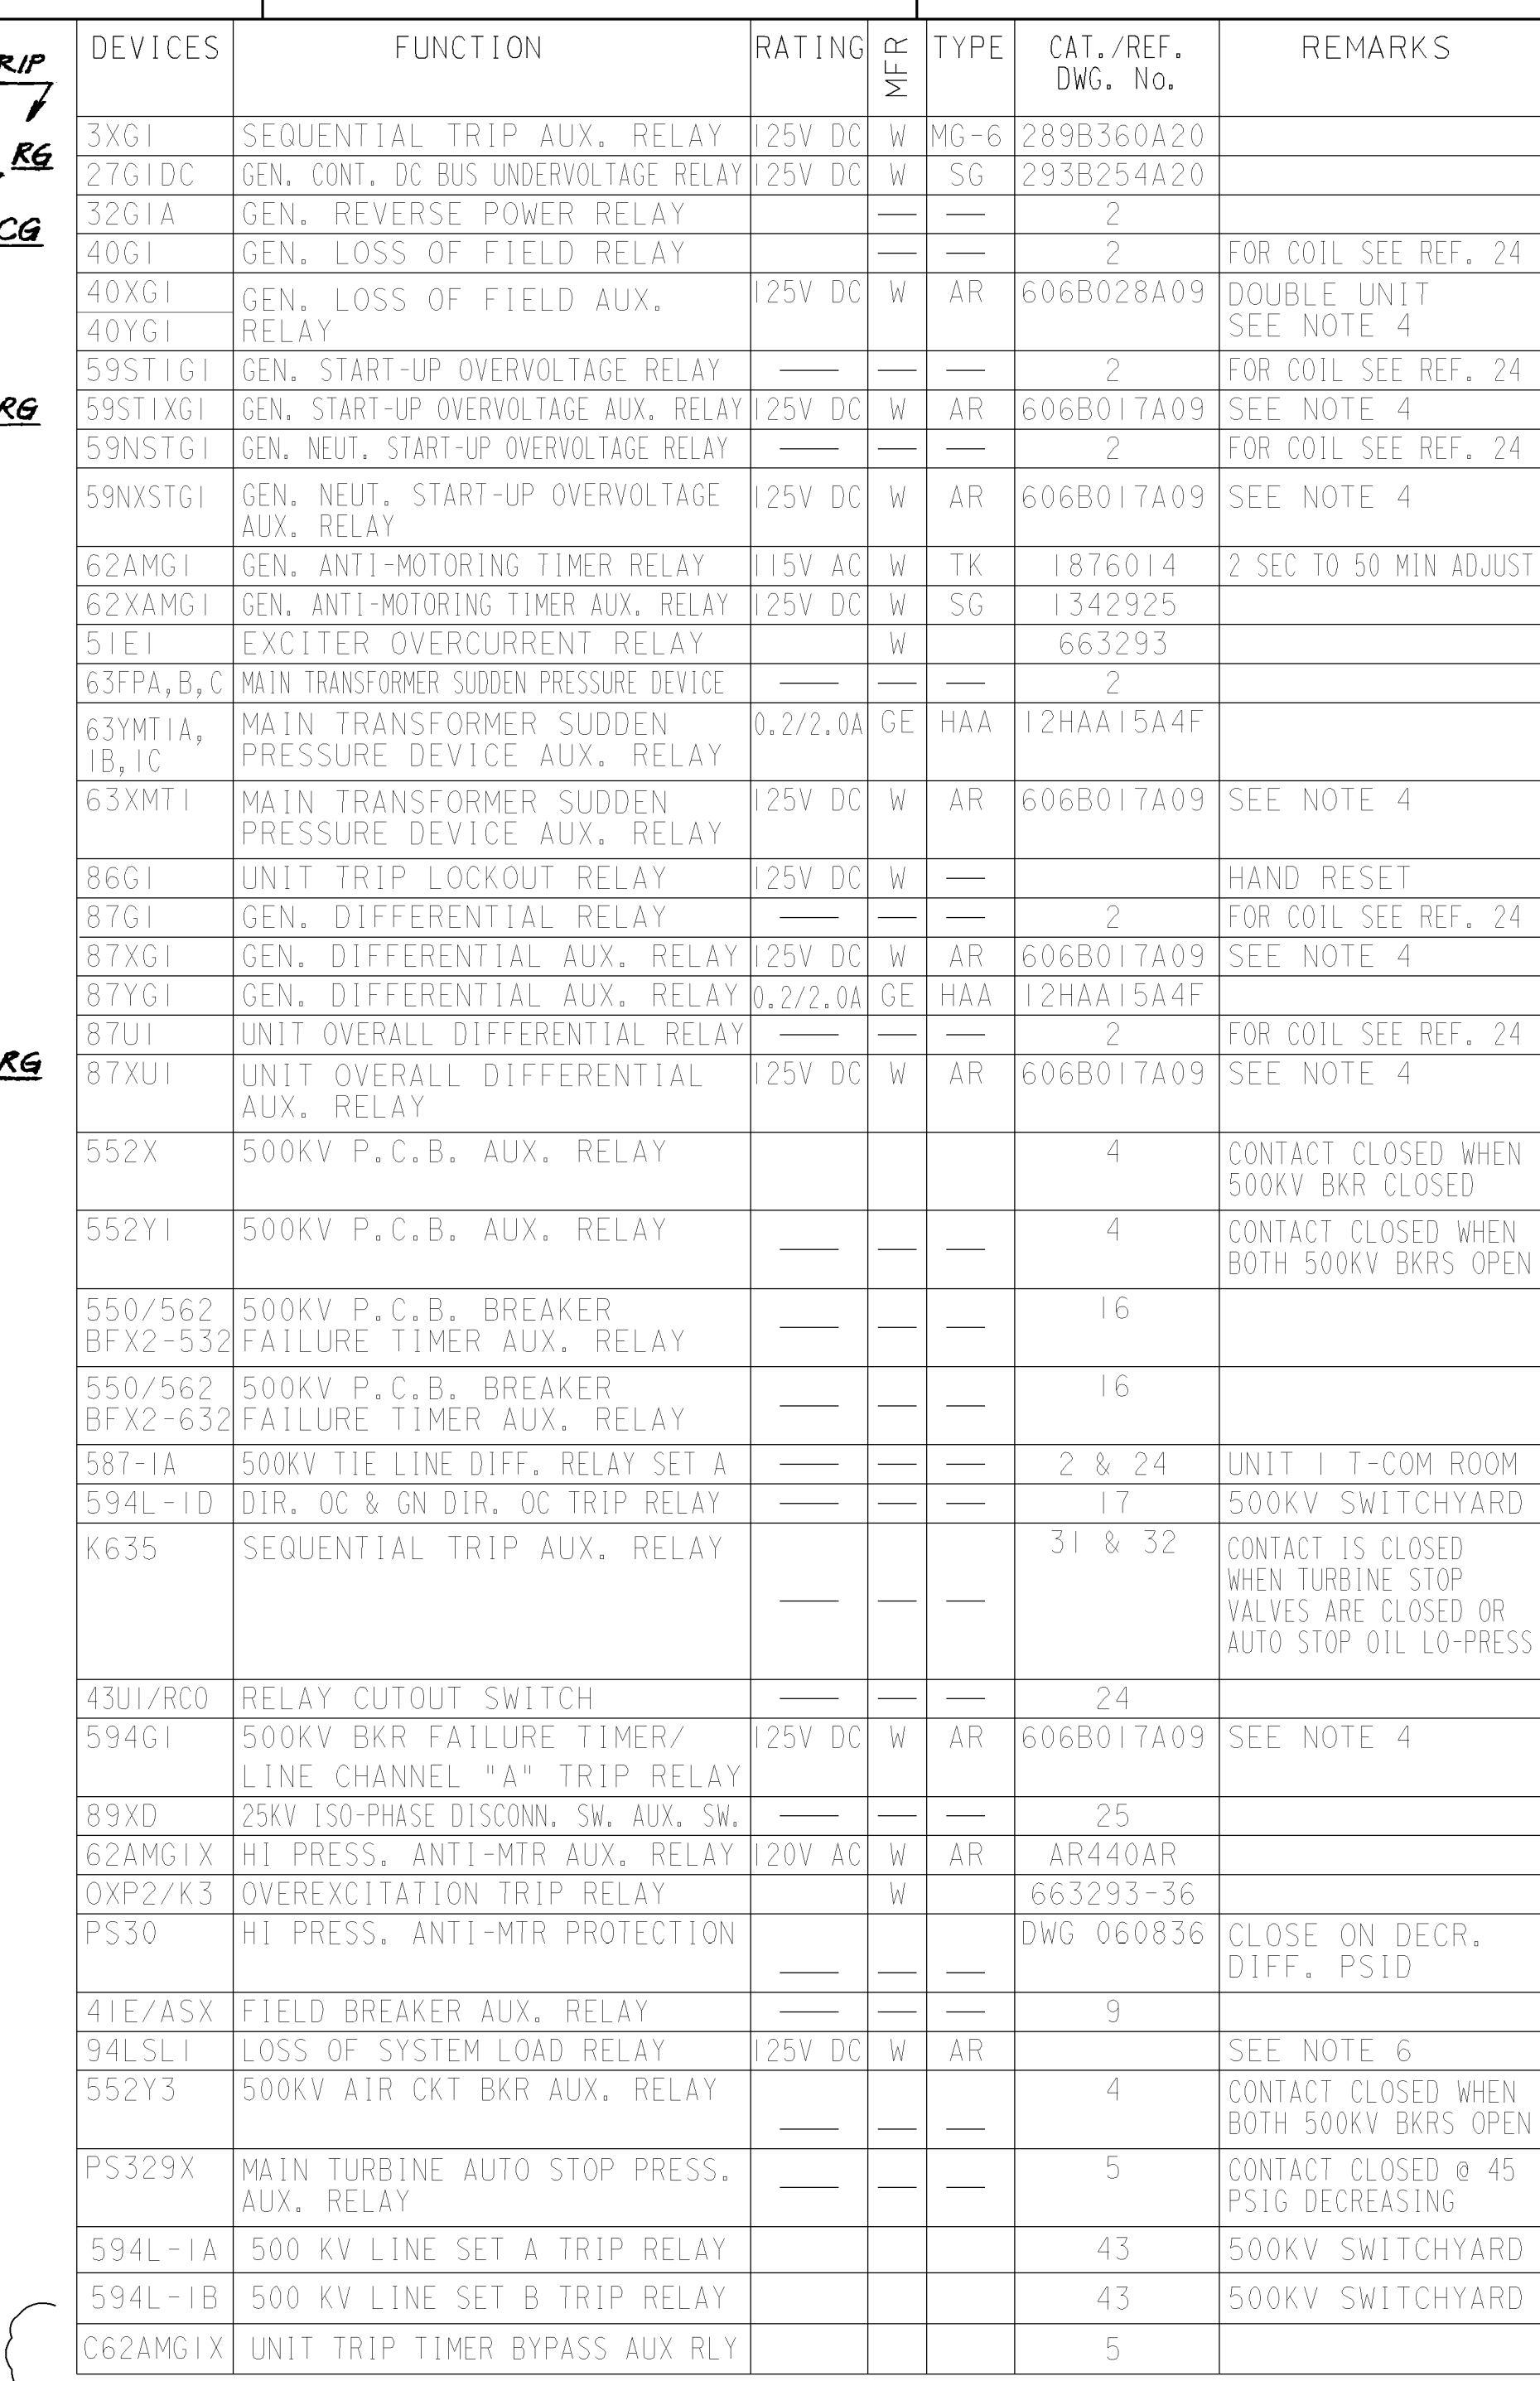 DEVICES FUNCTION RATING MFR TYPE CAT./REF. DWG. No. REMARKS
RIP
3XG1 SEQUENTIAL TRIP AUX. RELAY 125V DC W MG-6 289B360A20
RG
27G1DC GEN. CONT. DC BUS UNDERVOLTAGE RELAY 125V DC W SG 293B254A20
32G1A GEN. REVERSE POWER RELAY — — 2
CG
40G1 GEN. LOSS OF FIELD RELAY — — 2 FOR COIL SEE REF. 24
40XG1 GEN. LOSS OF FIELD AUX. 125V DC W AR 606B028A09 DOUBLE UNIT
40YG1 RELAY SEE NOTE 4
59ST1G1 GEN. START-UP OVERVOLTAGE RELAY — — — 2 FOR COIL SEE REF. 24
RG
59ST1XG1 GEN. START-UP OVERVOLTAGE AUX. RELAY 125V DC W AR 606B017A09 SEE NOTE 4
59NSTG1 GEN. NEUT. START-UP OVERVOLTAGE RELAY — — — 2 FOR COIL SEE REF. 24
59NXSTG1 GEN. NEUT. START-UP OVERVOLTAGE 125V DC W AR 606B017A09 SEE NOTE 4
AUX. RELAY
62AMG1 GEN. ANTI-MOTORING TIMER RELAY 115V AC W TK 1876014 2 SEC TO 50 MIN ADJUST
62XAMG1 GEN. ANTI-MOTORING TIMER AUX. RELAY 125V DC W SG 1342925
51E1 EXCITER OVERCURRENT RELAY W 663293
63FPA,B,C MAIN TRANSFORMER SUDDEN PRESSURE DEVICE — — — 2
63YMT1A, MAIN TRANSFORMER SUDDEN 0.2/2.0A GE HAA 12HAA15A4F
1B,1C PRESSURE DEVICE AUX. RELAY
63XMT1 MAIN TRANSFORMER SUDDEN 125V DC W AR 606B017A09 SEE NOTE 4
PRESSURE DEVICE AUX. RELAY
86G1 UNIT TRIP LOCKOUT RELAY 125V DC W — HAND RESET
87G1 GEN. DIFFERENTIAL RELAY — — — 2 FOR COIL SEE REF. 24
87XG1 GEN. DIFFERENTIAL AUX. RELAY 125V DC W AR 606B017A09 SEE NOTE 4
87YG1 GEN. DIFFERENTIAL AUX. RELAY 0.2/2.0A GE HAA 12HAA15A4F
87U1 UNIT OVERALL DIFFERENTIAL RELAY — — — 2 FOR COIL SEE REF. 24
RG
87XU1 UNIT OVERALL DIFFERENTIAL 125V DC W AR 606B017A09 SEE NOTE 4
AUX. RELAY
552X 500KV P.C.B. AUX. RELAY 4 CONTACT CLOSED WHEN
500KV BKR CLOSED
552Y1 500KV P.C.B. AUX. RELAY — — — 4 CONTACT CLOSED WHEN
BOTH 500KV BKRS OPEN
550/562 500KV P.C.B. BREAKER — — — 16
BFX2-532 FAILURE TIMER AUX. RELAY
550/562 500KV P.C.B. BREAKER — — — 16
BFX2-632 FAILURE TIMER AUX. RELAY
587-1A 500KV TIE LINE DIFF. RELAY SET A — — — 2 & 24 UNIT 1 T-COM ROOM
594L-1D DIR. OC & GN DIR. OC TRIP RELAY — — — 17 500KV SWITCHYARD
K635 SEQUENTIAL TRIP AUX. RELAY — — — 31 & 32 CONTACT IS CLOSED
WHEN TURBINE STOP
VALVES ARE CLOSED OR
AUTO STOP OIL LO-PRESS
43U1/RCO RELAY CUTOUT SWITCH — — — 24
594G1 500KV BKR FAILURE TIMER/ 125V DC W AR 606B017A09 SEE NOTE 4
LINE CHANNEL "A" TRIP RELAY
89XD 25KV ISO-PHASE DISCONN. SW. AUX. SW. — — — 25
62AMG1X HI PRESS. ANTI-MTR AUX. RELAY 120V AC W AR AR440AR
OXP2/K3 OVEREXCITATION TRIP RELAY W 663293-36
PS30 HI PRESS. ANTI-MTR PROTECTION — — — DWG 060836 CLOSE ON DECR.
DIFF. PSID
41E/ASX FIELD BREAKER AUX. RELAY — — — 9
94LSL1 LOSS OF SYSTEM LOAD RELAY 125V DC W AR SEE NOTE 6
552Y3 500KV AIR CKT BKR AUX. RELAY — — — 4 CONTACT CLOSED WHEN
BOTH 500KV BKRS OPEN
PS329X MAIN TURBINE AUTO STOP PRESS. — — — 5 CONTACT CLOSED @ 45
AUX. RELAY PSIG DECREASING
594L-1A 500 KV LINE SET A TRIP RELAY 43 500KV SWITCHYARD
594L-1B 500 KV LINE SET B TRIP RELAY 43 500KV SWITCHYARD
C62AMG1X UNIT TRIP TIMER BYPASS AUX RLY 5